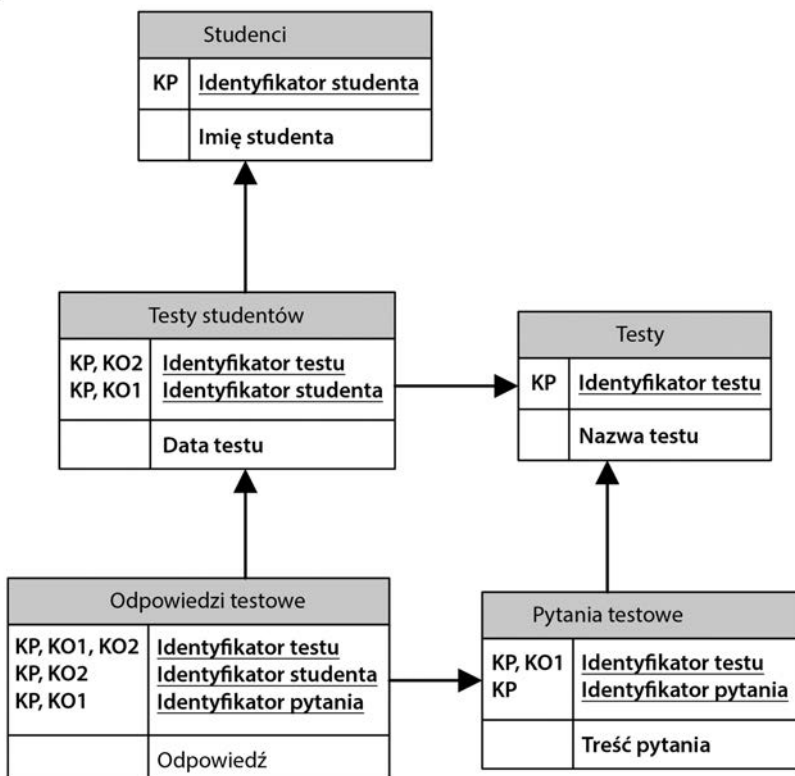 Studenci
KP Identyfikator studenta
Imię studenta
Testy studentów
KP, KO2 Identyfikator testu
KP, KO1 Identyfikator studenta
Data testu
Testy
KP Identyfikator testu
Nazwa testu
Odpowiedzi testowe
KP, KO1, KO2 Identyfikator testu
KP, KO2 Identyfikator studenta
KP, KO1 Identyfikator pytania
Odpowiedź
Pytania testowe
KP, KO1 Identyfikator testu
KP Identyfikator pytania
Treść pytania